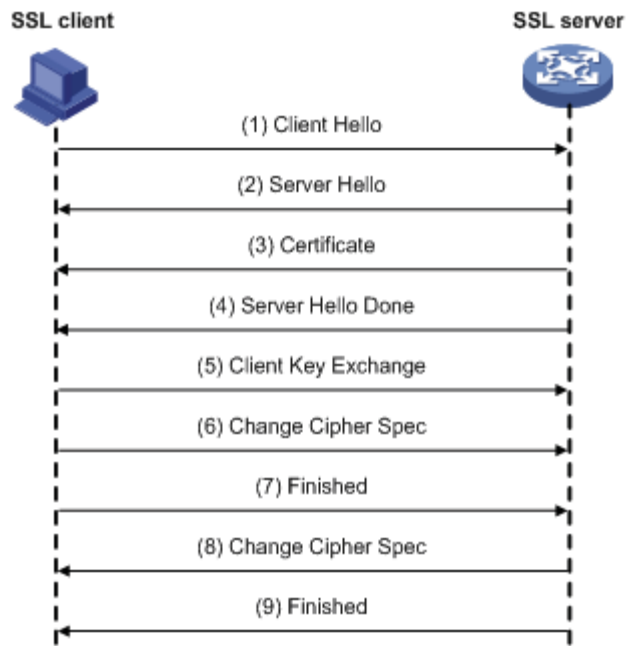 SSL client
SSL server
(1) Client Hello
(2) Server Hello
(3) Certificate
(4) Server Hello Done
(5) Client Key Exchange
(6) Change Cipher Spec
(7) Finished
(8) Change Cipher Spec
(9) Finished